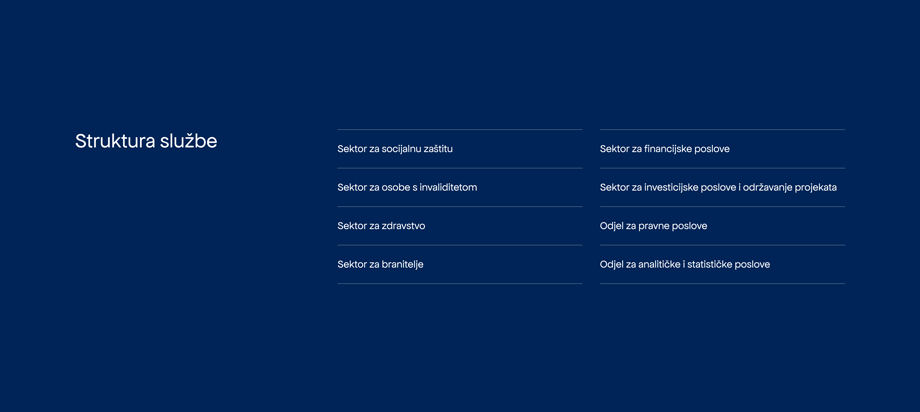 Struktura službe
Sektor za socijalnu zaštitu
Sektor za osobe s invaliditetom
Sektor za zdravstvo
Sektor za branitelje
Sektor za financijske poslove
Sektor za investicijske poslove i održavanje projekata
Odjel za pravne poslove
Odjel za analitičke i statističke poslove